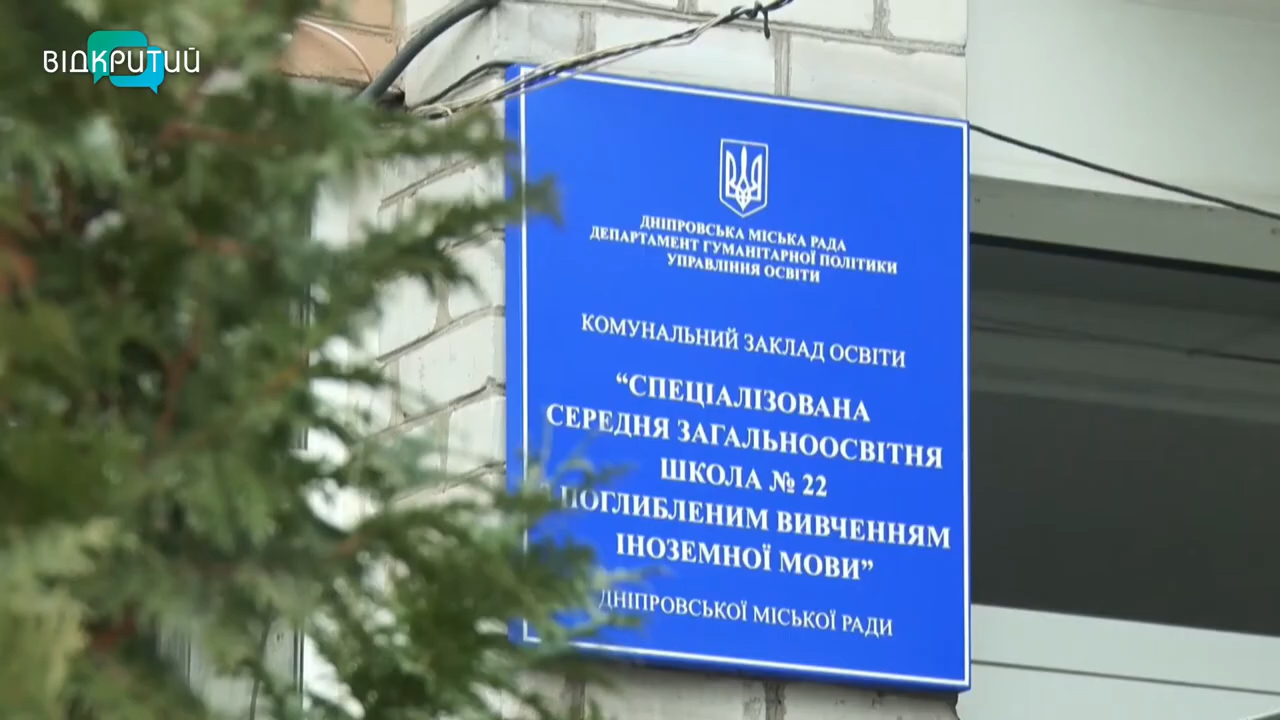 ВІДКРИТИЙ
ДНІПРОВСЬКА МІСЬКА РАДА
ДЕПАРТАМЕНТ ГУМАНІТАРНОЇ ПОЛІТИКИ
УПРАВЛІННЯ ОСВІТИ
КОМУНАЛЬНИЙ ЗАКЛАД ОСВІТИ
“СПЕЦІАЛІЗОВАНА
СЕРЕДНЯ ЗАГАЛЬНООСВІТНЯ
ШКОЛА № 22
ПОГЛИБЛЕНИМ ВИВЧЕННЯМ
ІНОЗЕМНОЇ МОВИ”
ДНІПРОВСЬКОЇ МІСЬКОЇ РАДИ